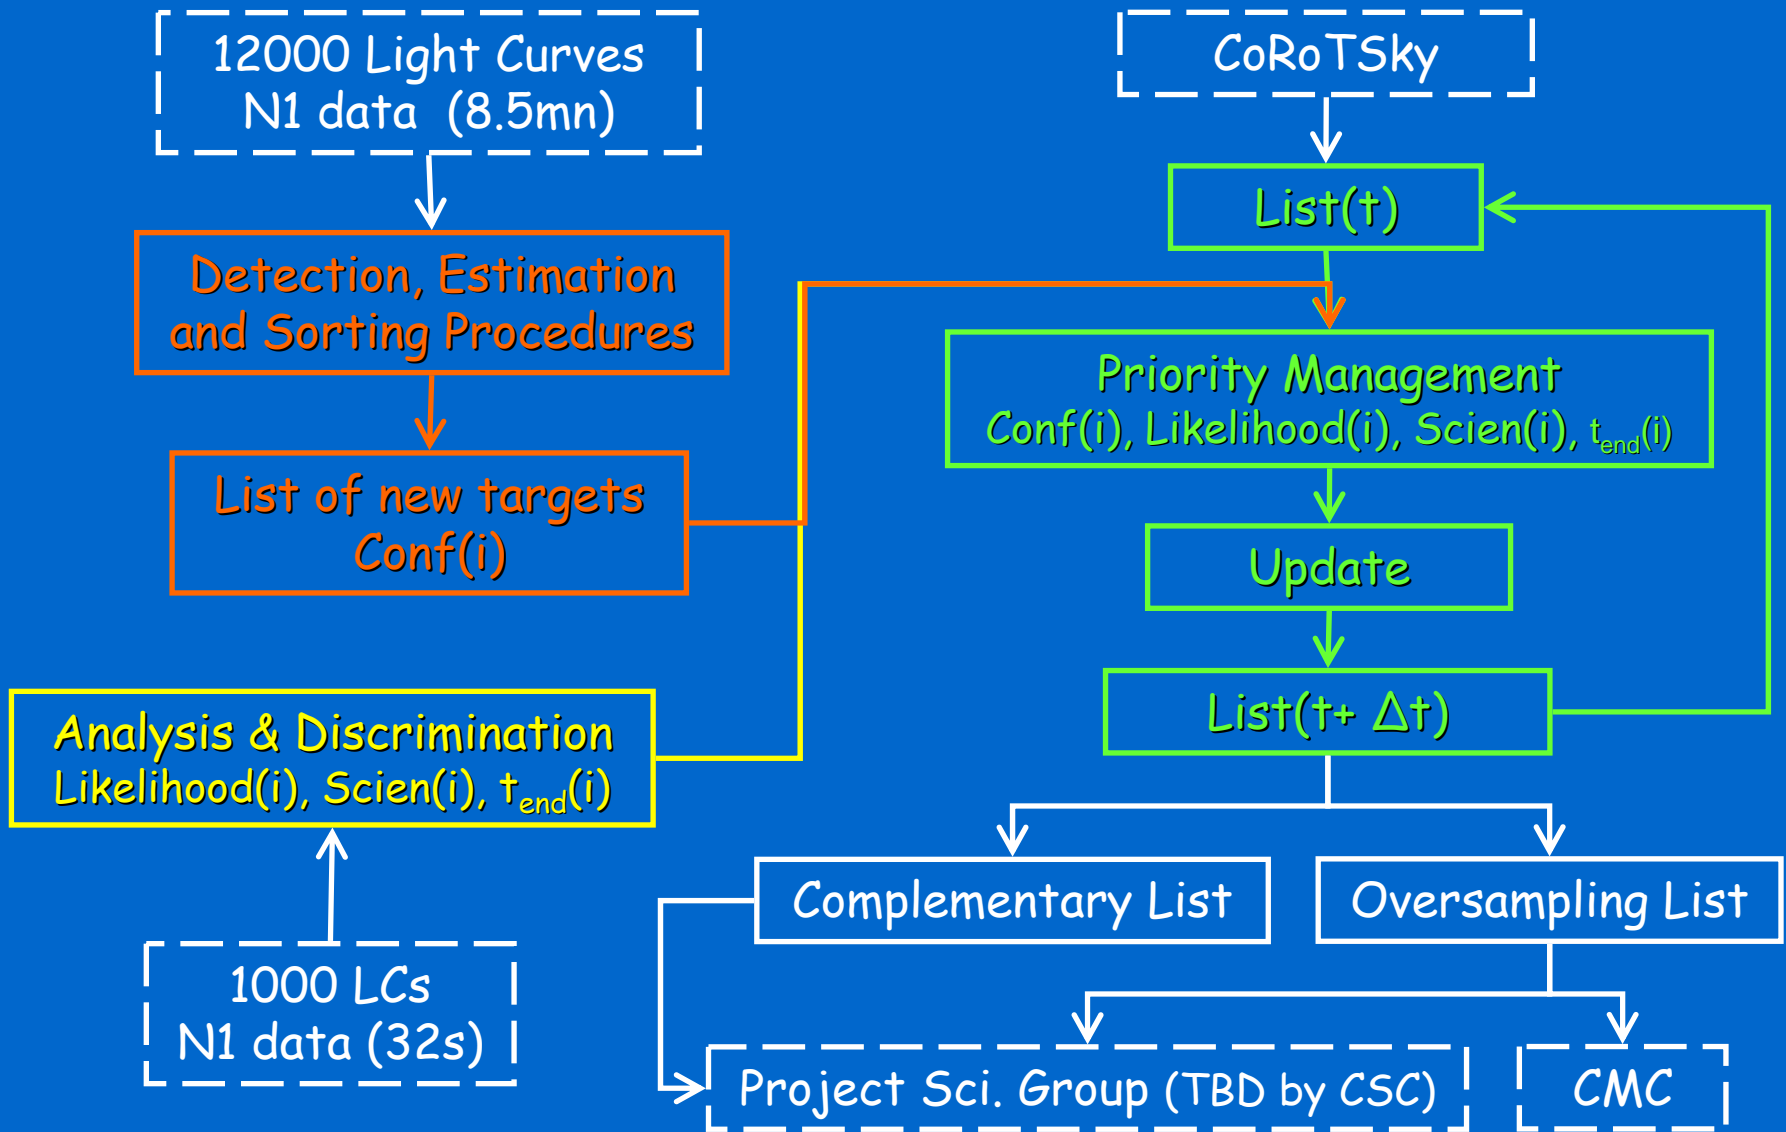 12000 Light Curves
N1 data (8.5mn)
CoRoTSky
List(t)
Detection, Estimation
and Sorting Procedures
Priority Management
Conf(i), Likelihood(i), Scien(i), t_end(i)
List of new targets
Conf(i)
Update
List(t+ Δt)
Analysis & Discrimination
Likelihood(i), Scien(i), t_end(i)
Complementary List
Oversampling List
1000 LCs
N1 data (32s)
Project Sci. Group (TBD by CSC)
CMC